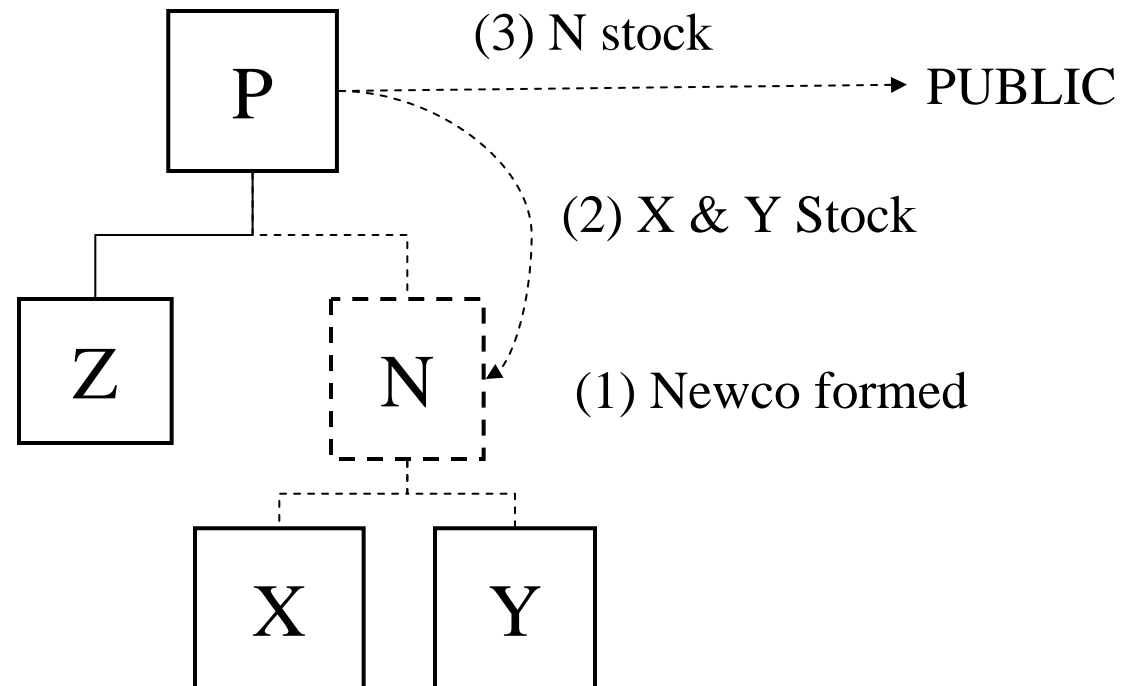 (3) N stock
P
PUBLIC
(2) X & Y Stock
Z
N
(1) Newco formed
X
Y